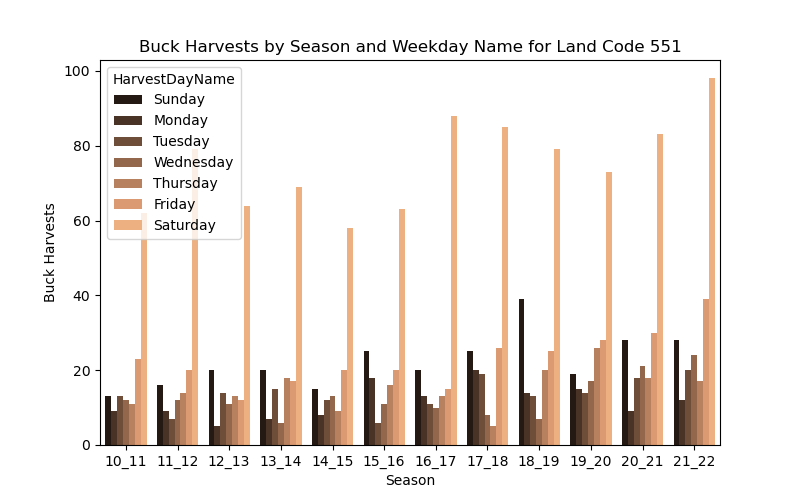 Buck Harvests by Season and Weekday Name for Land Code 551
100
80
60
40
20
0
Buck Harvests
HarvestDayName
Sunday
Monday
Tuesday
Wednesday
Thursday
Friday
Saturday
10_11 11_12 12_13 13_14 14_15 15_16 16_17 17_18 18_19 19_20 20_21 21_22
Season